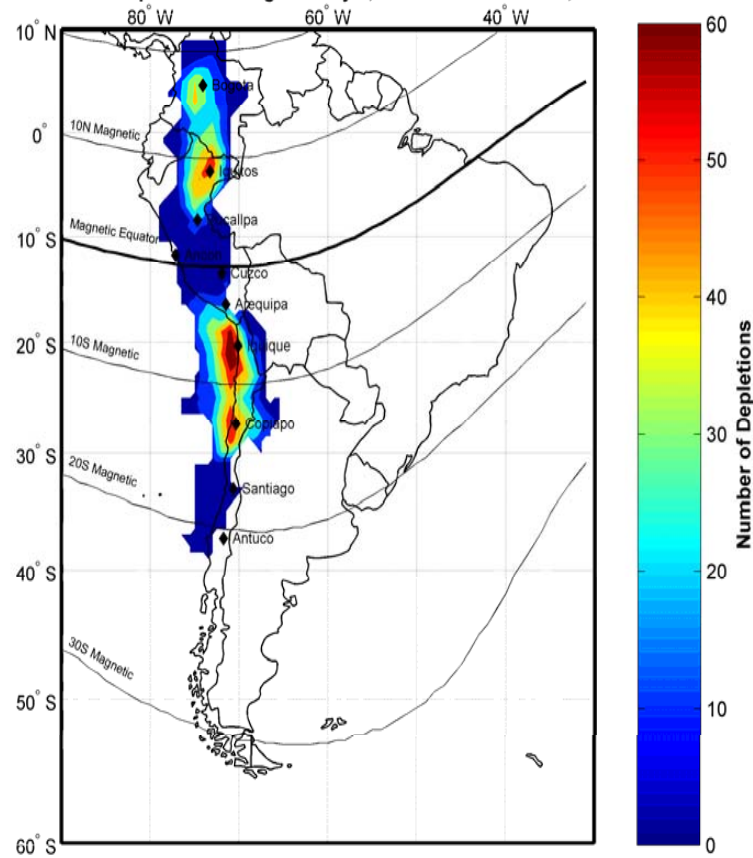 80° W 60° W 40° W
10° N
0°
10° S
20° S
30° S
40° S
50° S
60° S
10N Magnetic
Magnetic Equator
10S Magnetic
20S Magnetic
30S Magnetic
Bogota
Iquitos
Pucallpa
Ancon
Cuzco
Arequipa
Iquique
Copiapo
Santiago
Antuco
60
50
40
30
20
10
0
Number of Depletions